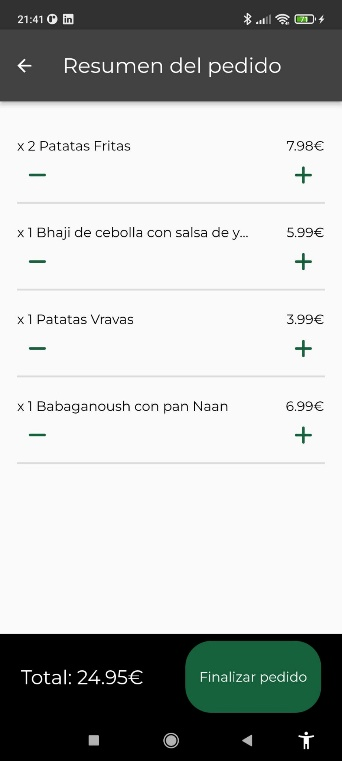 21:41
71
Resumen del pedido
x 2 Patatas Fritas 7.98€
x 1 Bhaji de cebolla con salsa de y... 5.99€
x 1 Patatas Vravas 3.99€
x 1 Babaganoush con pan Naan 6.99€
Total: 24.95€ Finalizar pedido